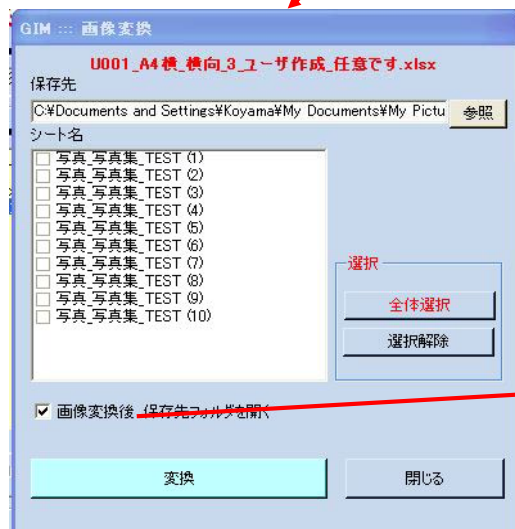 GIM ::: 画像変換
U001_A4横_横向_3_ユーザ作成_任意です.xlsx
保存先
C:¥Documents and Settings¥Koyama¥My Documents¥My Pictu
参照
シート名
写真_写真集_TEST (1)
写真_写真集_TEST (2)
写真_写真集_TEST (3)
写真_写真集_TEST (4)
写真_写真集_TEST (5)
写真_写真集_TEST (6)
写真_写真集_TEST (7)
写真_写真集_TEST (8)
写真_写真集_TEST (9)
写真_写真集_TEST (10)
選択
全体選択
選択解除
画像変換後 保存先フォルダを開く
変換
閉じる